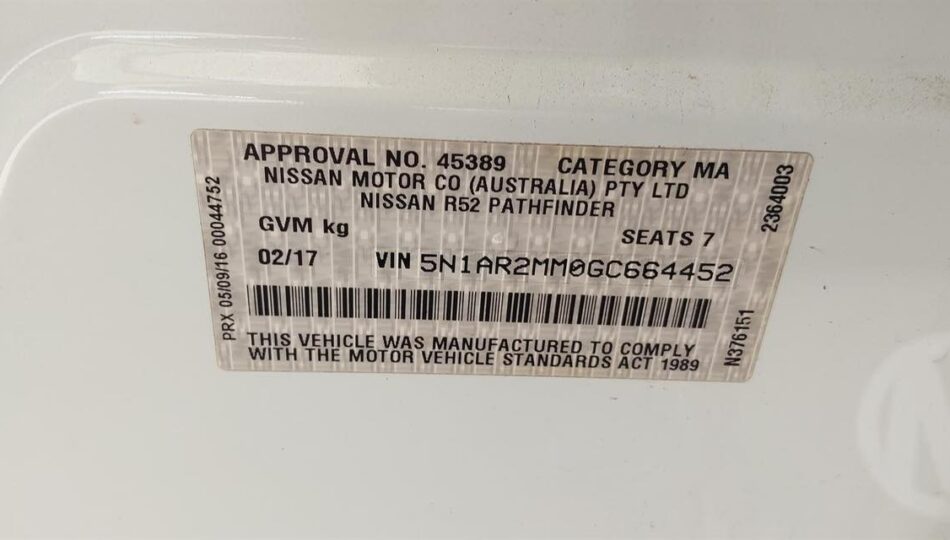 APPROVAL NO. 45389 CATEGORY MA
NISSAN MOTOR CO (AUSTRALIA) PTY LTD
NISSAN R52 PATHFINDER
GVM kg SEATS 7
02/17 VIN 5N1AR2MM0GC664452
THIS VEHICLE WAS MANUFACTURED TO COMPLY
WITH THE MOTOR VEHICLE STANDARDS ACT 1989
PRX 05/09/16 00044752
2364003
N376151